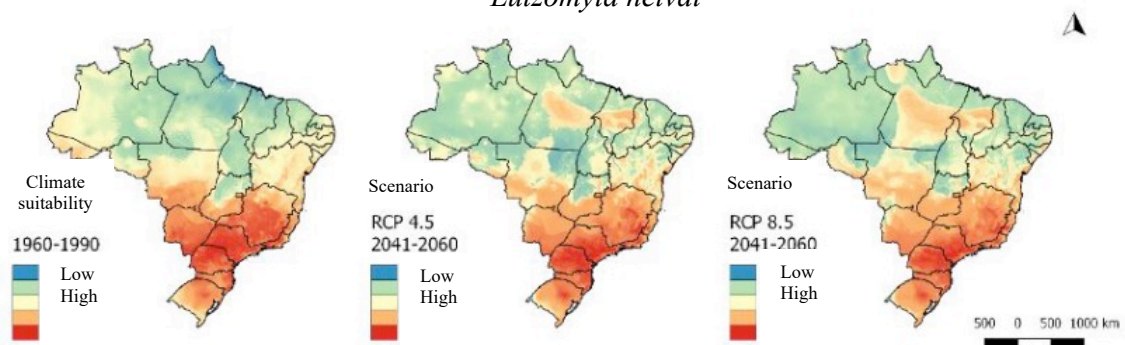 Lutzomyia neivai
Climate
suitability
1960-1990
Low
High
Scenario
RCP 4.5
2041-2060
Low
High
Scenario
RCP 8.5
2041-2060
Low
High
500 0 500 1000 km